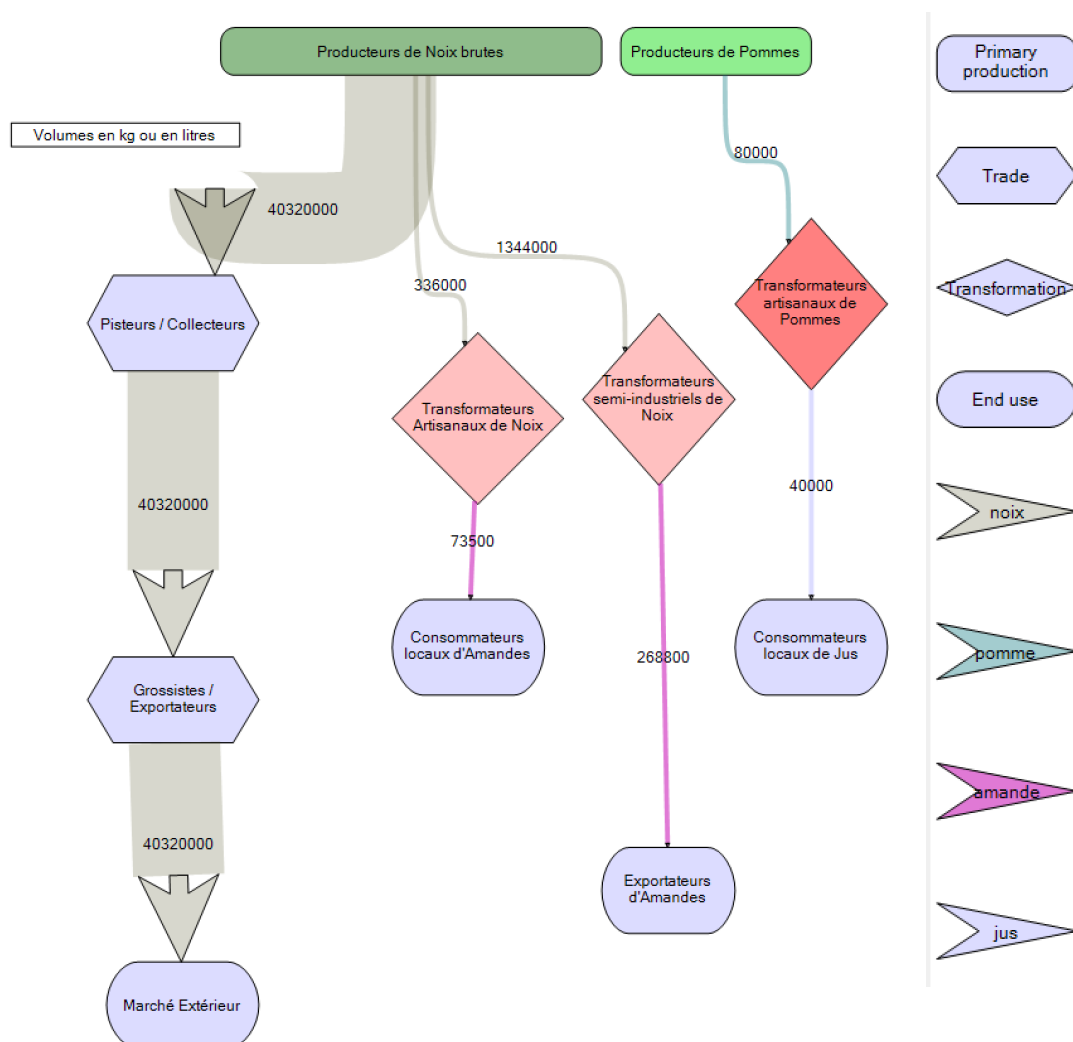 Producteurs de Noix brutes
Producteurs de Pommes
Volumes en kg ou en litres
80000
40320000
1344000
336000
Transformateurs
artisanaux de
Pommes
Pisteurs / Collecteurs
Transformateurs
semi-industriels de
Noix
Transformateurs
Artisanaux de Noix
40320000
40000
73500
Consommateurs
locaux d'Amandes
268800
Consommateurs
locaux de Jus
Grossistes /
Exportateurs
40320000
Exportateurs
d'Amandes
Marché Extérieur
Primary
production
Trade
Transformation
End use
noix
pomme
amande
jus